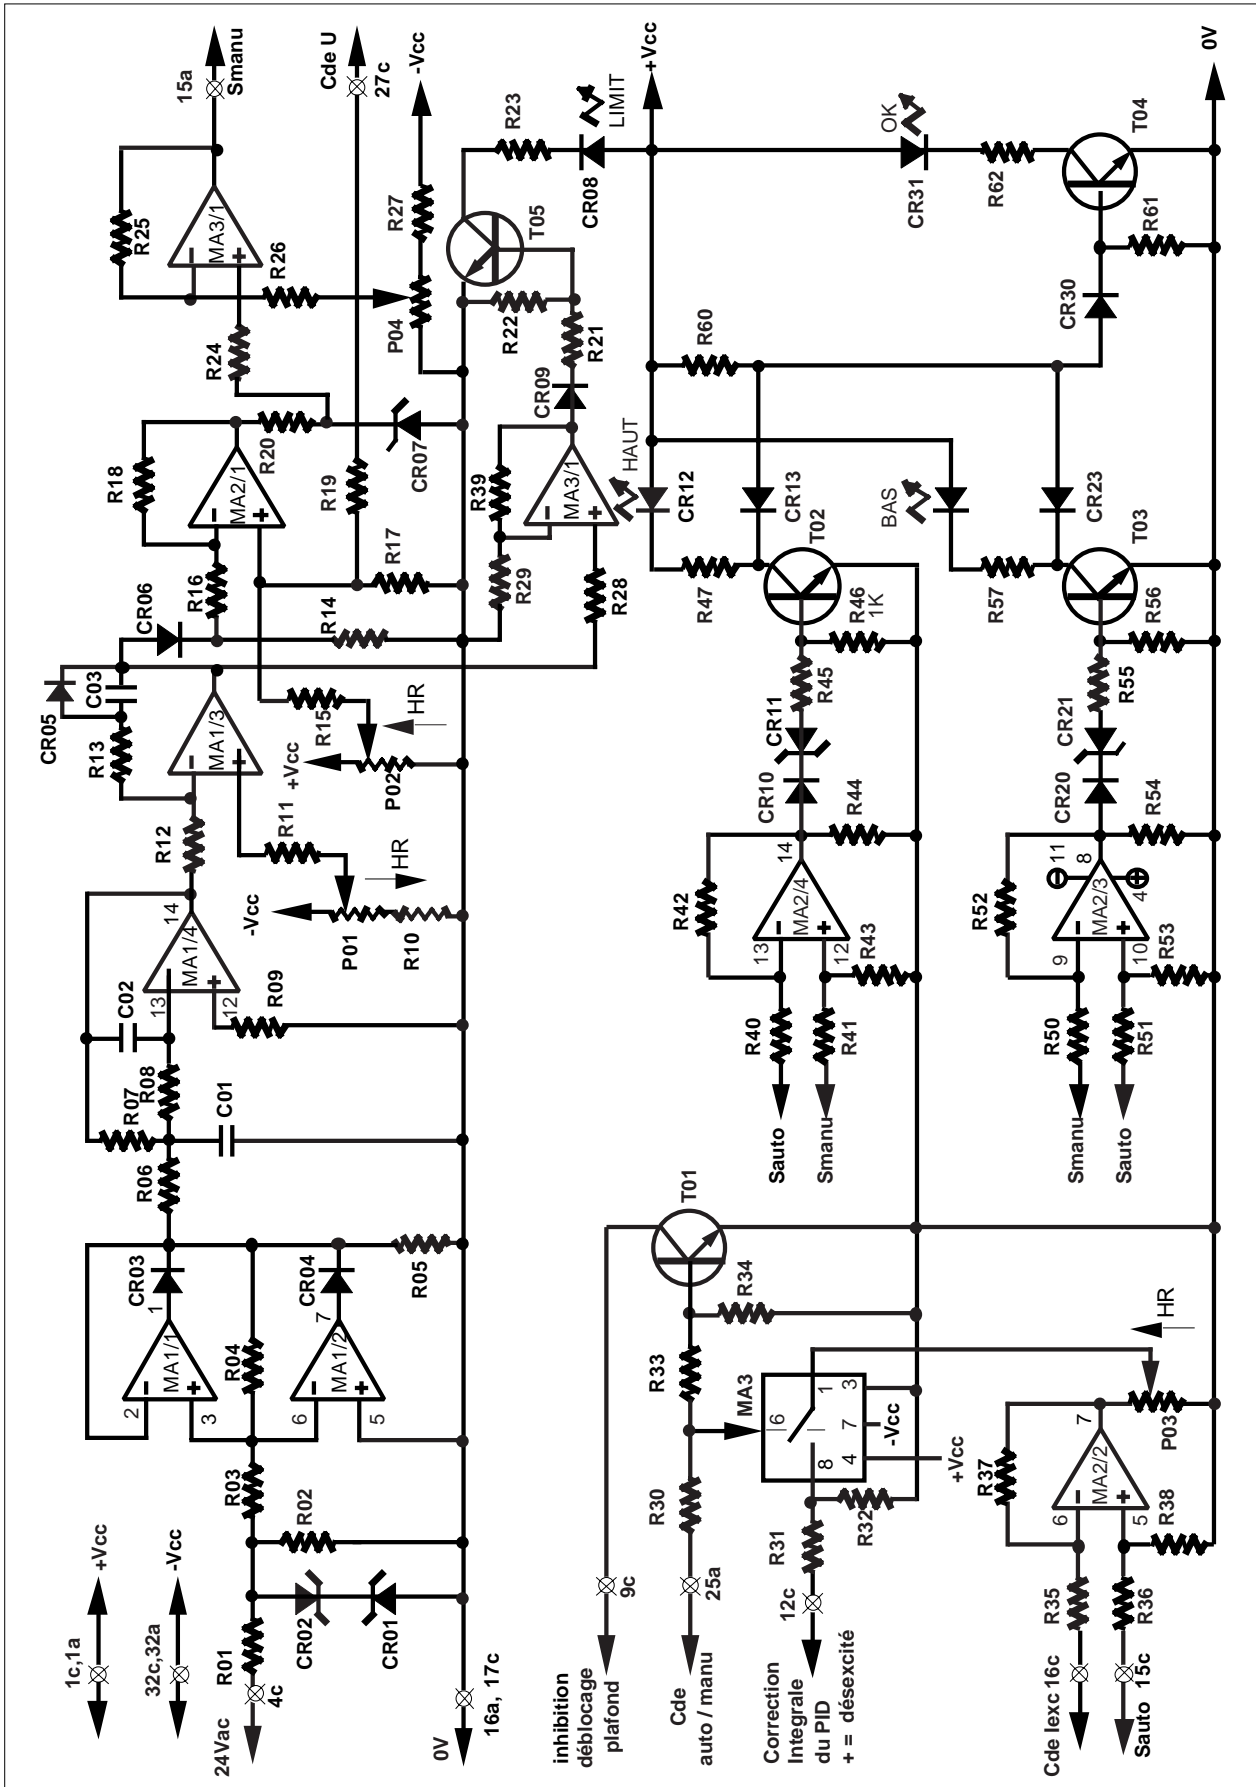 1c,1a
+Vcc
32c,32a
-Vcc
24Vac
4c
R01
CR02
CR01
R02
R03
0V
16a, 17c
2
3
MA1/1
1
CR03
R04
6
5
MA1/2
7
CR04
R05
R06
R07
R08
C01
C02
13
12
MA1/4
14
R09
R12
-Vcc
P01
R10
HR
R11
R13
CR05
C03
MA1/3
+Vcc
P02
R15
HR
CR06
R16
R14
R17
R18
MA2/1
R19
R20
CR07
R24
R25
R26
MA3/1
15a
Smanu
Cde U
27c
-Vcc
R27
P04
R28
R29
R39
MA3/1
CR09
R21
R22
T05
R23
CR08
LIMIT
+Vcc
inhibition
déblocage
plafond
9c
Cde
auto / manu
25a
R30
R33
R34
T01
Correction
Integrale
du PID
+ = désexcité
12c
R31
R32
MA3
6
8
1
4
7
3
-Vcc
+Vcc
Cde Iexc 16c
Sauto 15c
R35
R36
R37
R38
6
5
MA2/2
7
P03
HR
Sauto
Smanu
R40
R41
R42
R43
13
12
MA2/4
14
R44
CR10
CR11
R45
R46
1K
T02
R47
CR12
HAUT
CR13
R60
Smanu
Sauto
R50
R51
R52
R53
9
10
MA2/3
11
8
4
R54
CR20
CR21
R55
R56
T03
R57
BAS
CR23
CR30
R61
R62
T04
CR31
OK
0V